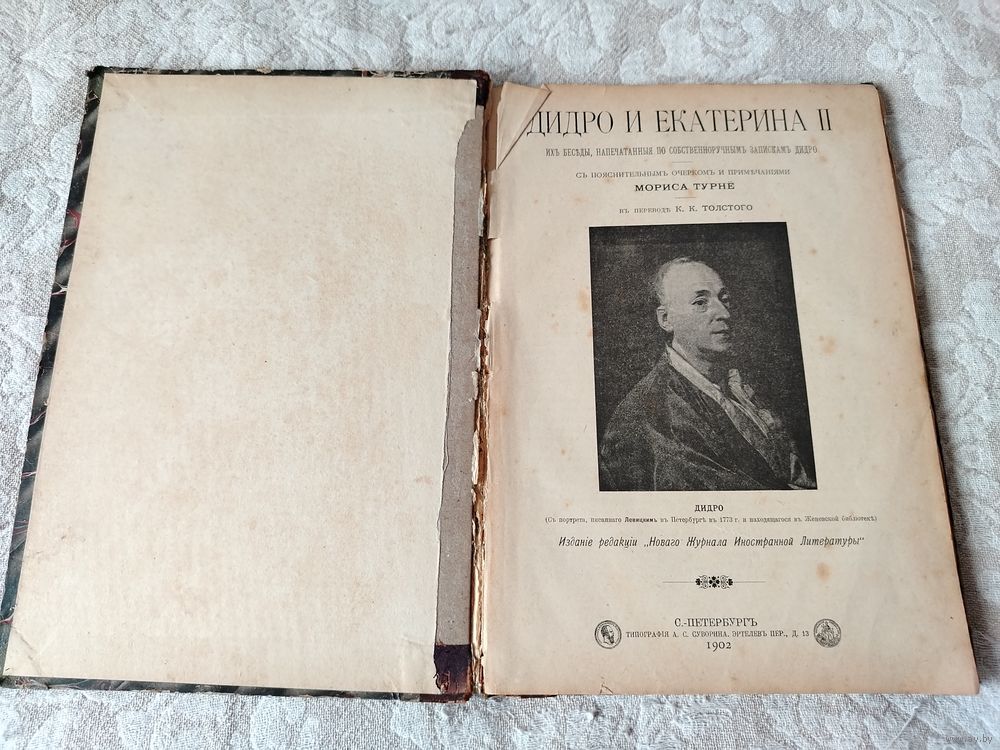 ДИДРО И ЕКАТЕРИНА II
ИХЪ БЕСѢДЫ, НАПЕЧАТАННЫЯ ПО СОБСТВЕННОРУЧНЫМЪ ЗАПИСКАМЪ ДИДРО
СЪ ПОЯСНИТЕЛЬНЫМЪ ОЧЕРКОМЪ И ПРИМѢЧАНІЯМИ
МОРИСА ТУРНЁ
ВЪ ПЕРЕВОДѢ К. К. ТОЛСТОГО
ДИДРО
(Съ портрета, писаннаго Левицкимъ въ Петербургѣ въ 1773 г. и находящагося въ Женевской библіотекѣ)
Изданіе редакціи „Новаго Журнала Иностранной Литературы“
С.-ПЕТЕРБУРГЪ
ТИПОГРАФІЯ А. С. СУВОРИНА. ЭРТЕЛЕВЪ ПЕР., Д. 13
1902